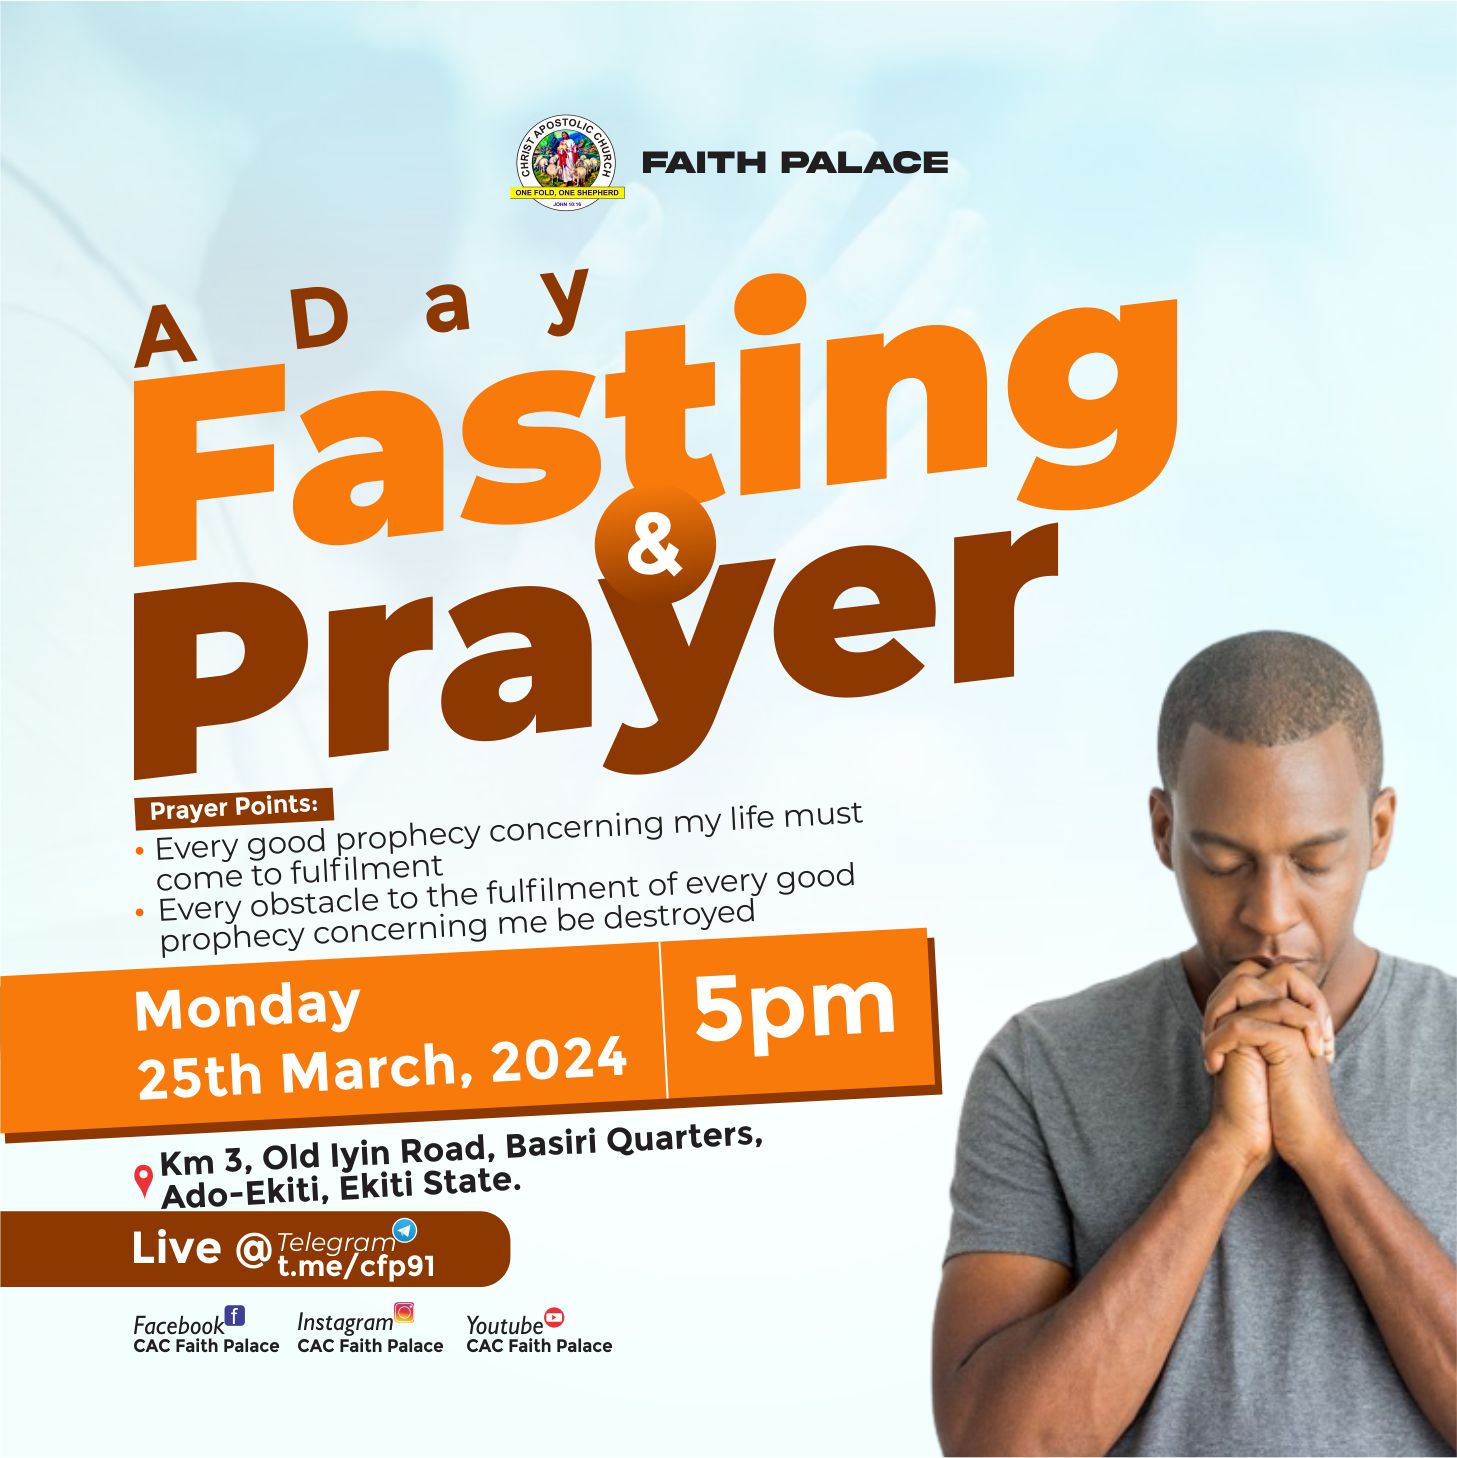 CHRIST APOSTOLIC CHURCH
ONE FOLD, ONE SHEPHERD
JOHN 10:16
FAITH PALACE
A Day
Fasting
&
Prayer
Prayer Points:
• Every good prophecy concerning my life must
come to fulfilment
• Every obstacle to the fulfilment of every good
prophecy concerning me be destroyed
Monday
25th March, 2024
5pm
Km 3, Old Iyin Road, Basiri Quarters,
Ado-Ekiti, Ekiti State.
Live @ Telegram
t.me/cfp91
Facebook
CAC Faith Palace
Instagram
CAC Faith Palace
Youtube
CAC Faith Palace